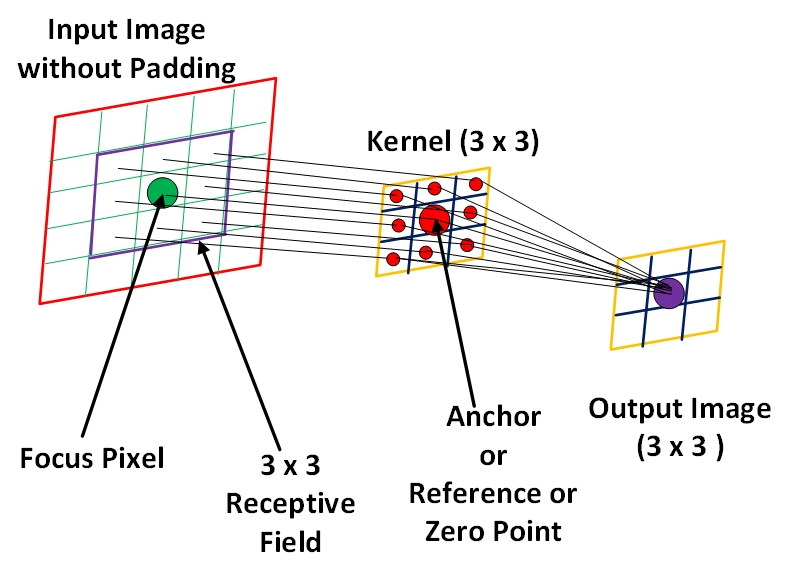 Input Image
without Padding
Kernel (3 x 3)
Focus Pixel
3 x 3
Receptive
Field
Anchor
or
Reference or
Zero Point
Output Image
(3 x 3 )